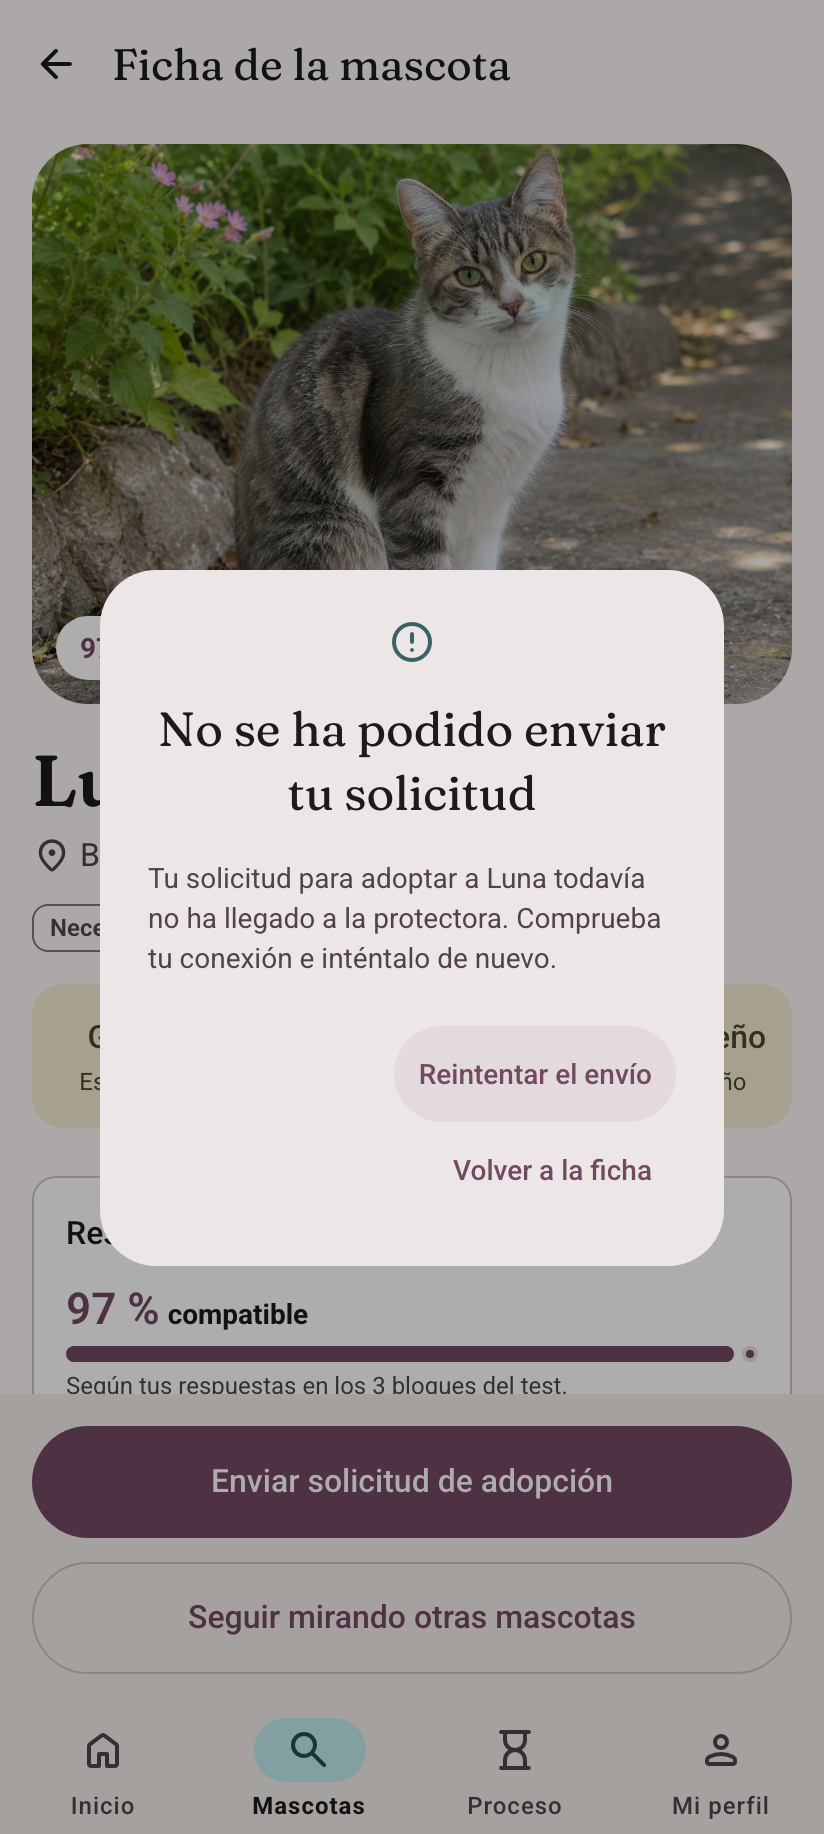 Ficha de la mascota
No se ha podido enviar
tu solicitud
Tu solicitud para adoptar a Luna todavía
no ha llegado a la protectora. Comprueba
tu conexión e inténtalo de nuevo.
Reintentar el envío
Volver a la ficha
97 % compatible
Según tus respuestas en los 3 bloques del test.
Enviar solicitud de adopción
Seguir mirando otras mascotas
Inicio
Mascotas
Proceso
Mi perfil